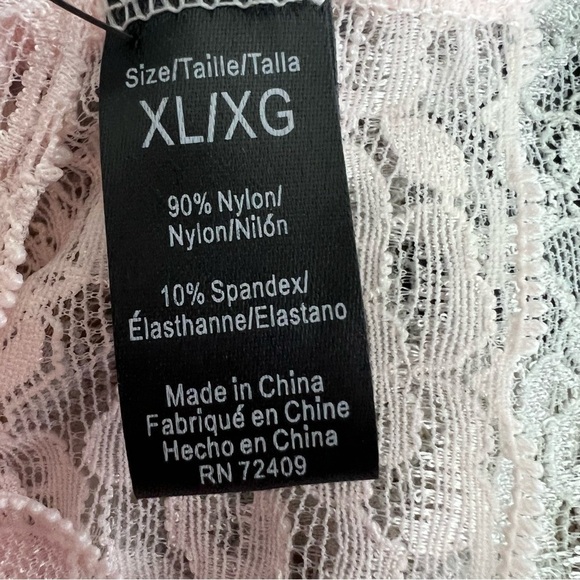 Size/Taille/Talla
XL/XG
90% Nylon/
Nylon/Nilón
10% Spandex/
Élasthanne/Elastano
Made in China
Fabriqué en Chine
Hecho en China
RN 72409